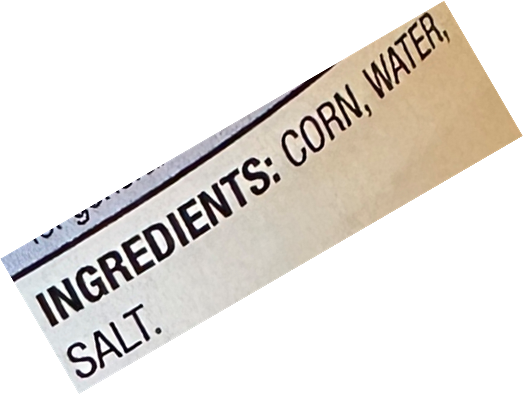 INGREDIENTS: CORN, WATER,
SALT.